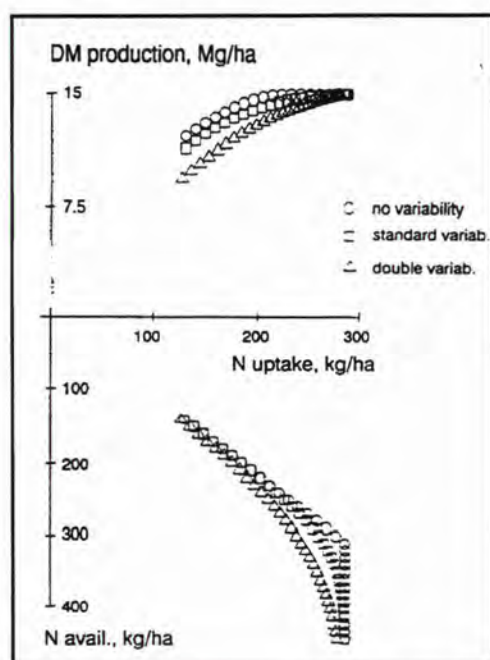 DM production, Mg/ha
15
7.5
no variability
standard variab.
double variab.
100
200
300
N uptake, kg/ha
100
200
300
400
N avail., kg/ha